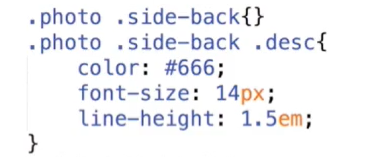 .photo .side-back{}
.photo .side-back .desc{
    color: #666;
    font-size: 14px;
    line-height: 1.5em;
}